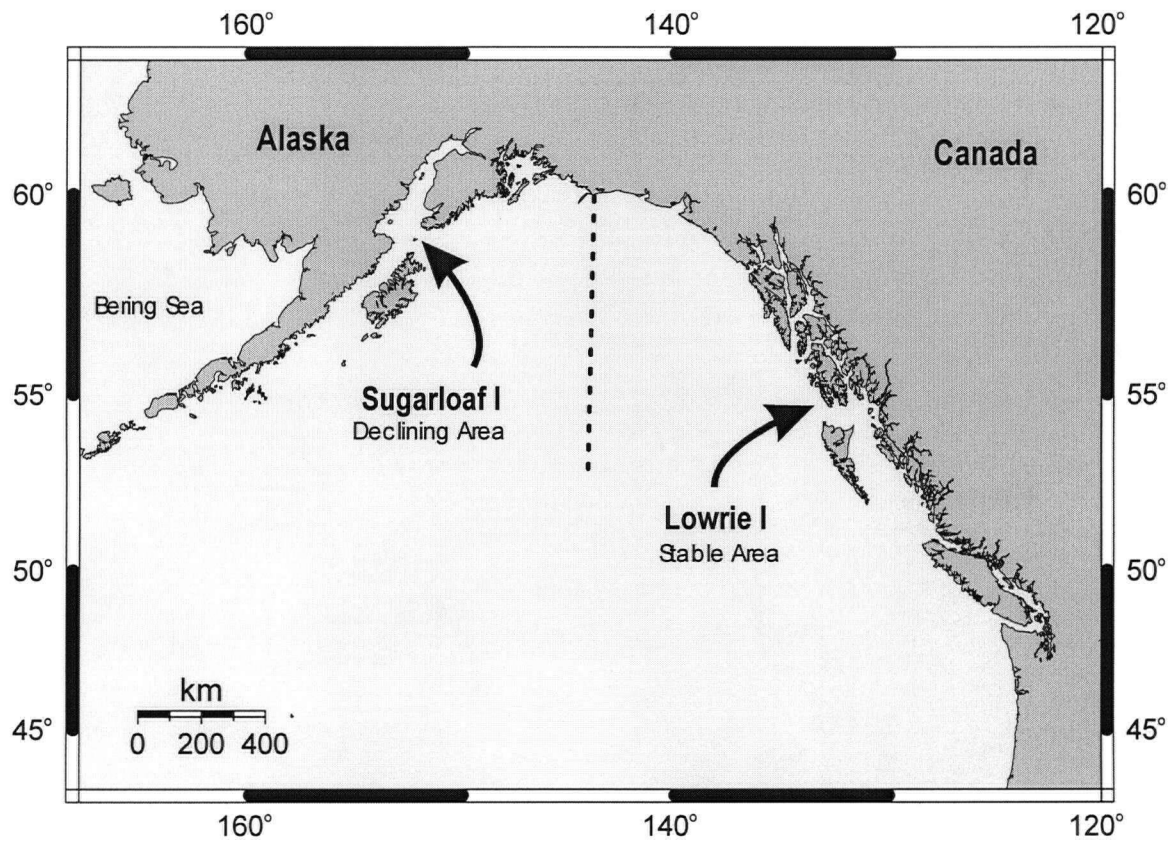 160° 140° 120°
Alaska
Canada
60° 60°
Bering Sea
Sugarloaf I
Declining Area
55° 55°
Lowrie I
Stable Area
50° 50°
km
0 200 400
45° 45°
160° 140° 120°